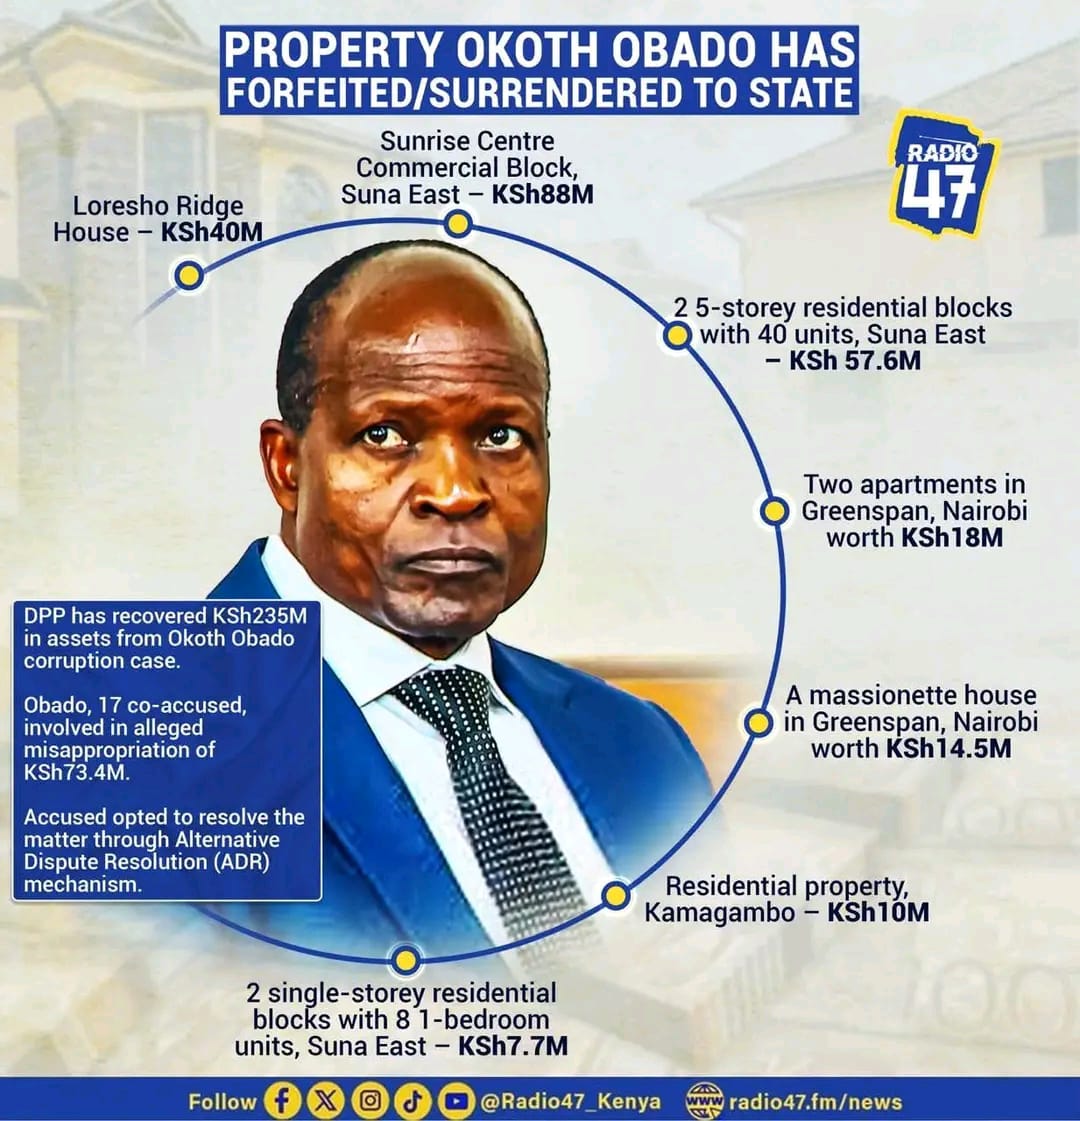 PROPERTY OKOTH OBADO HAS
FORFEITED/SURRENDERED TO STATE
RADIO
47
Loresho Ridge
House – KSh40M
Sunrise Centre
Commercial Block,
Suna East – KSh88M
2 5-storey residential blocks
with 40 units, Suna East
– KSh 57.6M
Two apartments in
Greenspan, Nairobi
worth KSh18M
A massionette house
in Greenspan, Nairobi
worth KSh14.5M
Residential property,
Kamagambo – KSh10M
2 single-storey residential
blocks with 8 1-bedroom
units, Suna East – KSh7.7M
DPP has recovered KSh235M
in assets from Okoth Obado
corruption case.
Obado, 17 co-accused,
involved in alleged
misappropriation of
KSh73.4M.
Accused opted to resolve the
matter through Alternative
Dispute Resolution (ADR)
mechanism.
Follow @Radio47_Kenya www radio47.fm/news